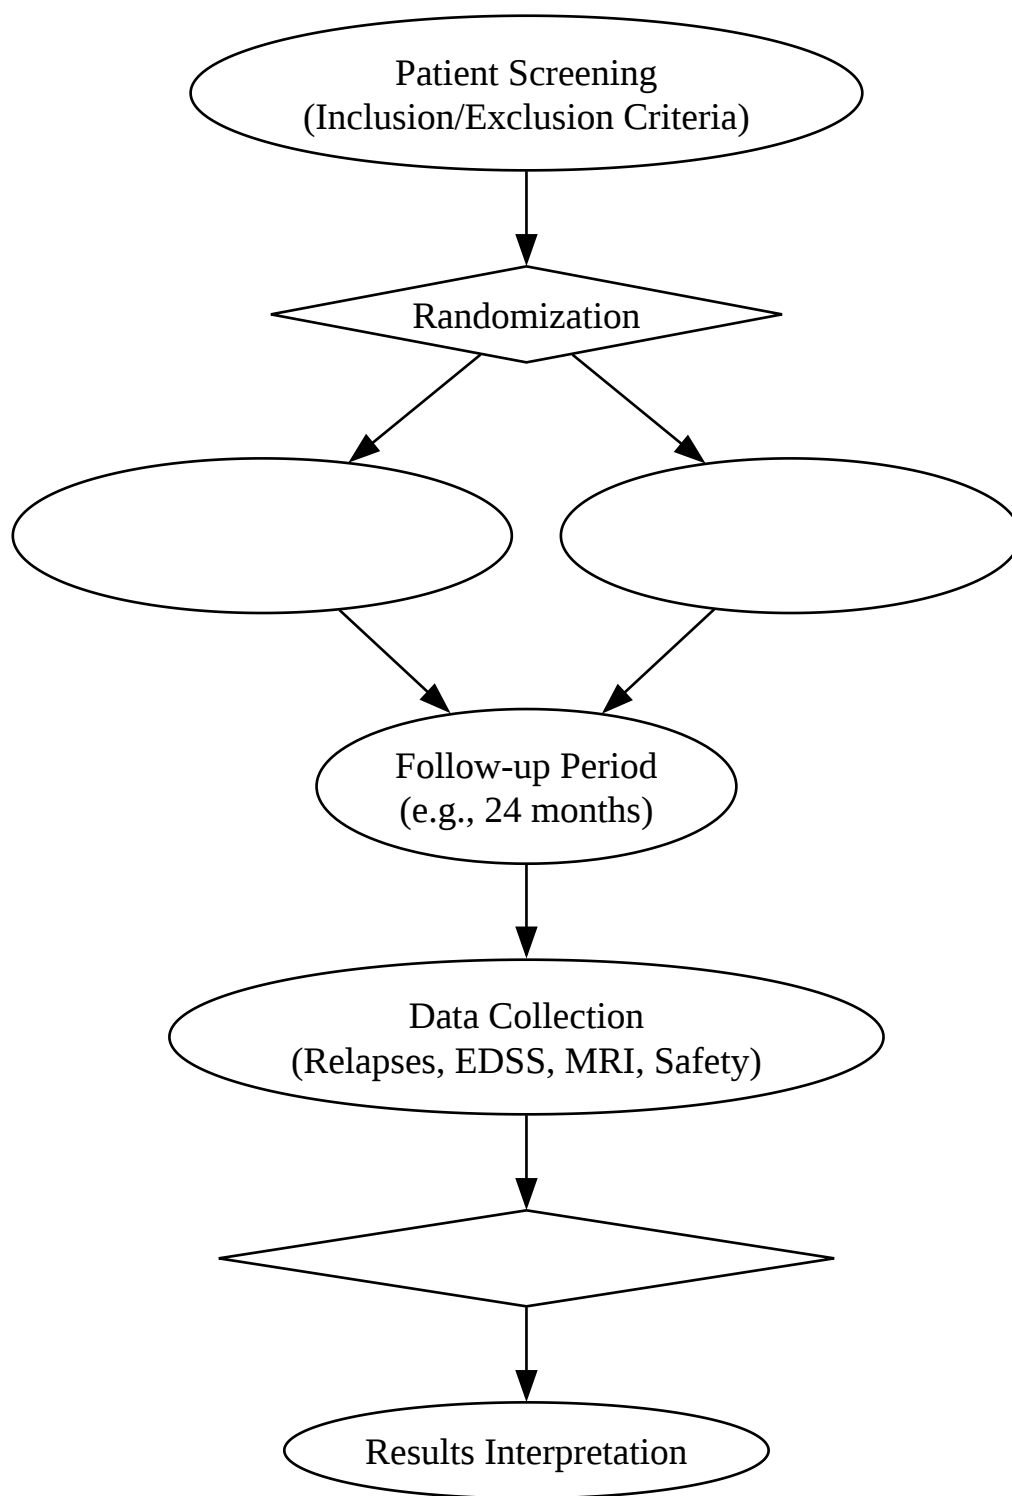 Patient Screening
(Inclusion/Exclusion Criteria)
Randomization
Follow-up Period
(e.g., 24 months)
Data Collection
(Relapses, EDSS, MRI, Safety)
Results Interpretation